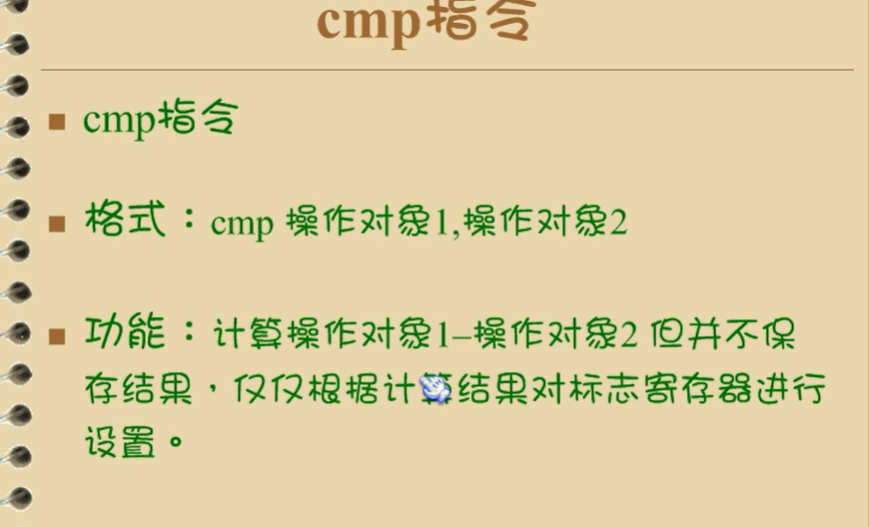 cmp指令
cmp指令
格式：cmp 操作对象1,操作对象2
功能：计算操作对象1–操作对象2 但并不保
存结果，仅仅根据计算结果对标志寄存器进行
设置。